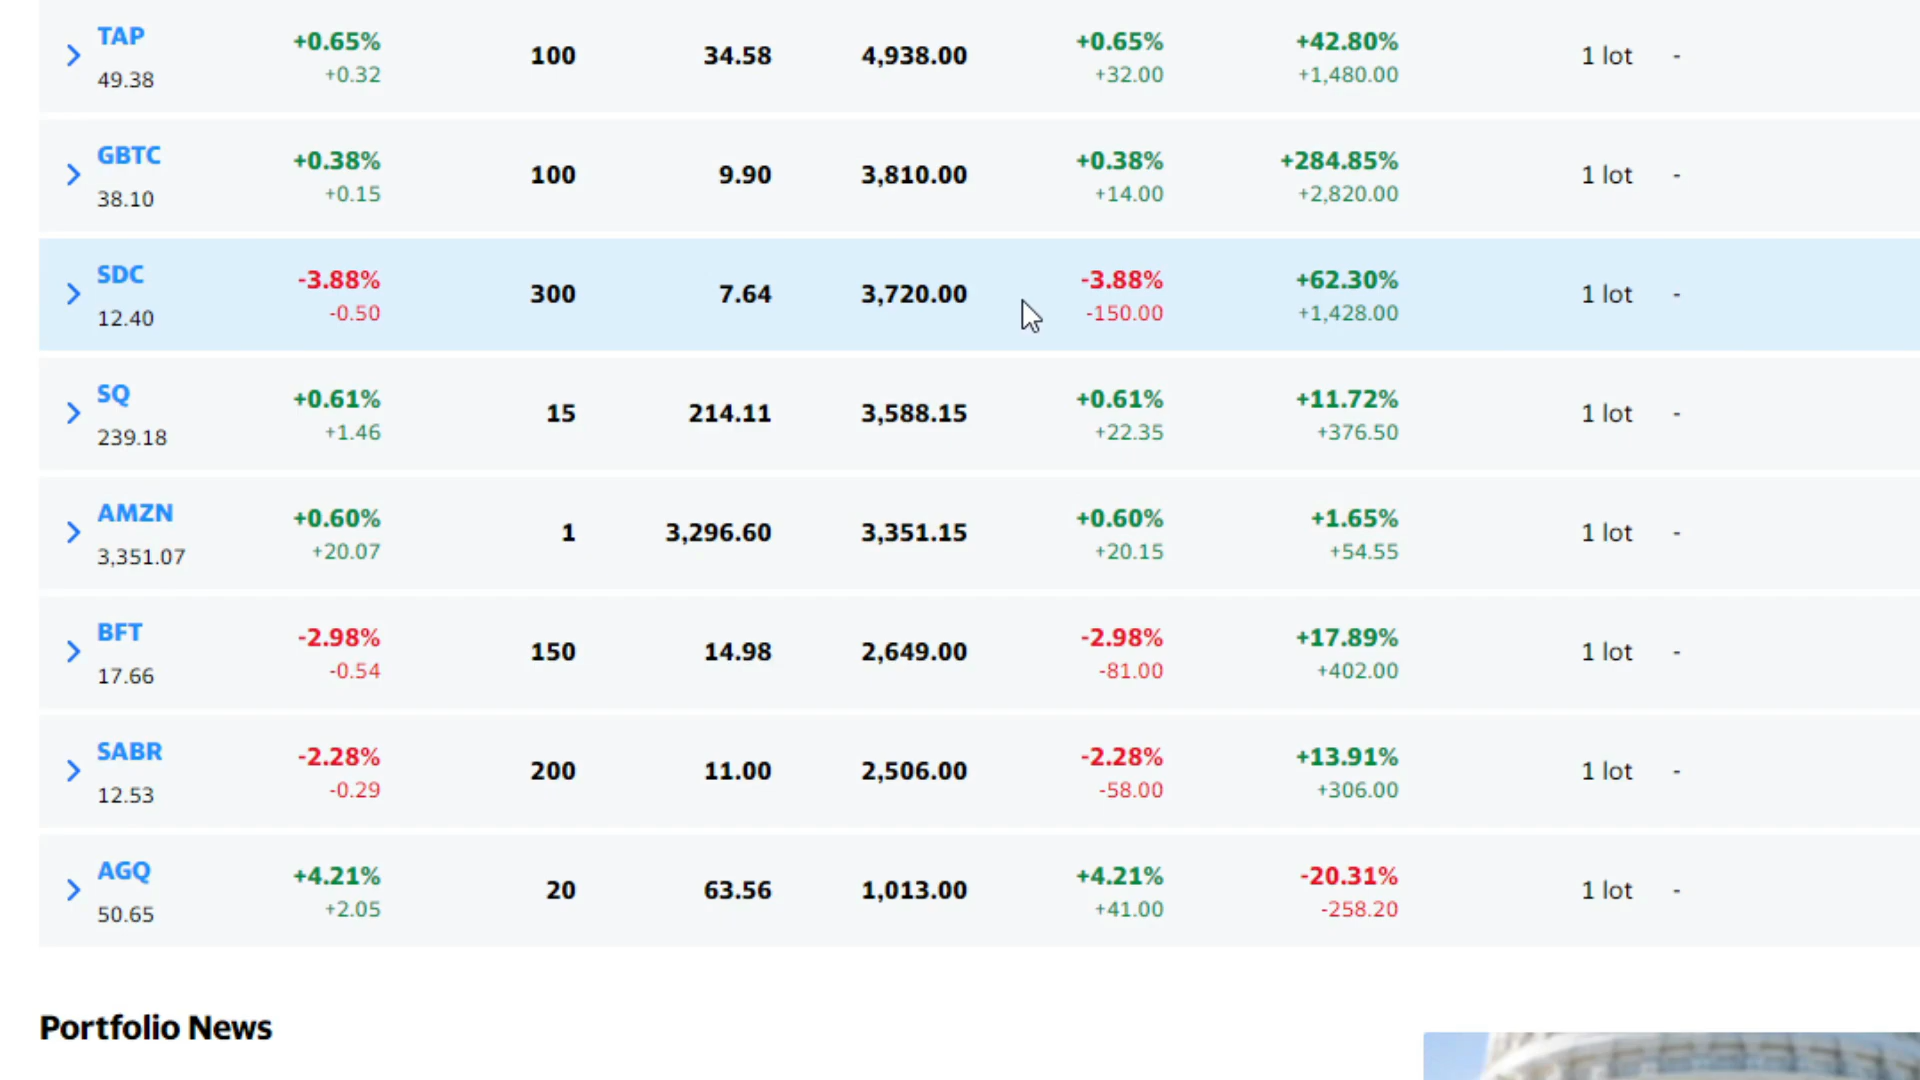 TAP +0.65% 100 34.58 4,938.00 +0.65% +42.80% 1 lot -
49.38 +0.32 +32.00 +1,480.00
GBTC +0.38% 100 9.90 3,810.00 +0.38% +284.85% 1 lot -
38.10 +0.15 +14.00 +2,820.00
SDC -3.88% 300 7.64 3,720.00 -3.88% +62.30% 1 lot -
12.40 -0.50 -150.00 +1,428.00
SQ +0.61% 15 214.11 3,588.15 +0.61% +11.72% 1 lot -
239.18 +1.46 +22.35 +376.50
AMZN +0.60% 1 3,296.60 3,351.15 +0.60% +1.65% 1 lot -
3,351.07 +20.07 +20.15 +54.55
BFT -2.98% 150 14.98 2,649.00 -2.98% +17.89% 1 lot -
17.66 -0.54 -81.00 +402.00
SABR -2.28% 200 11.00 2,506.00 -2.28% +13.91% 1 lot -
12.53 -0.29 -58.00 +306.00
AGQ +4.21% 20 63.56 1,013.00 +4.21% -20.31% 1 lot -
50.65 +2.05 +41.00 -258.20
Portfolio News